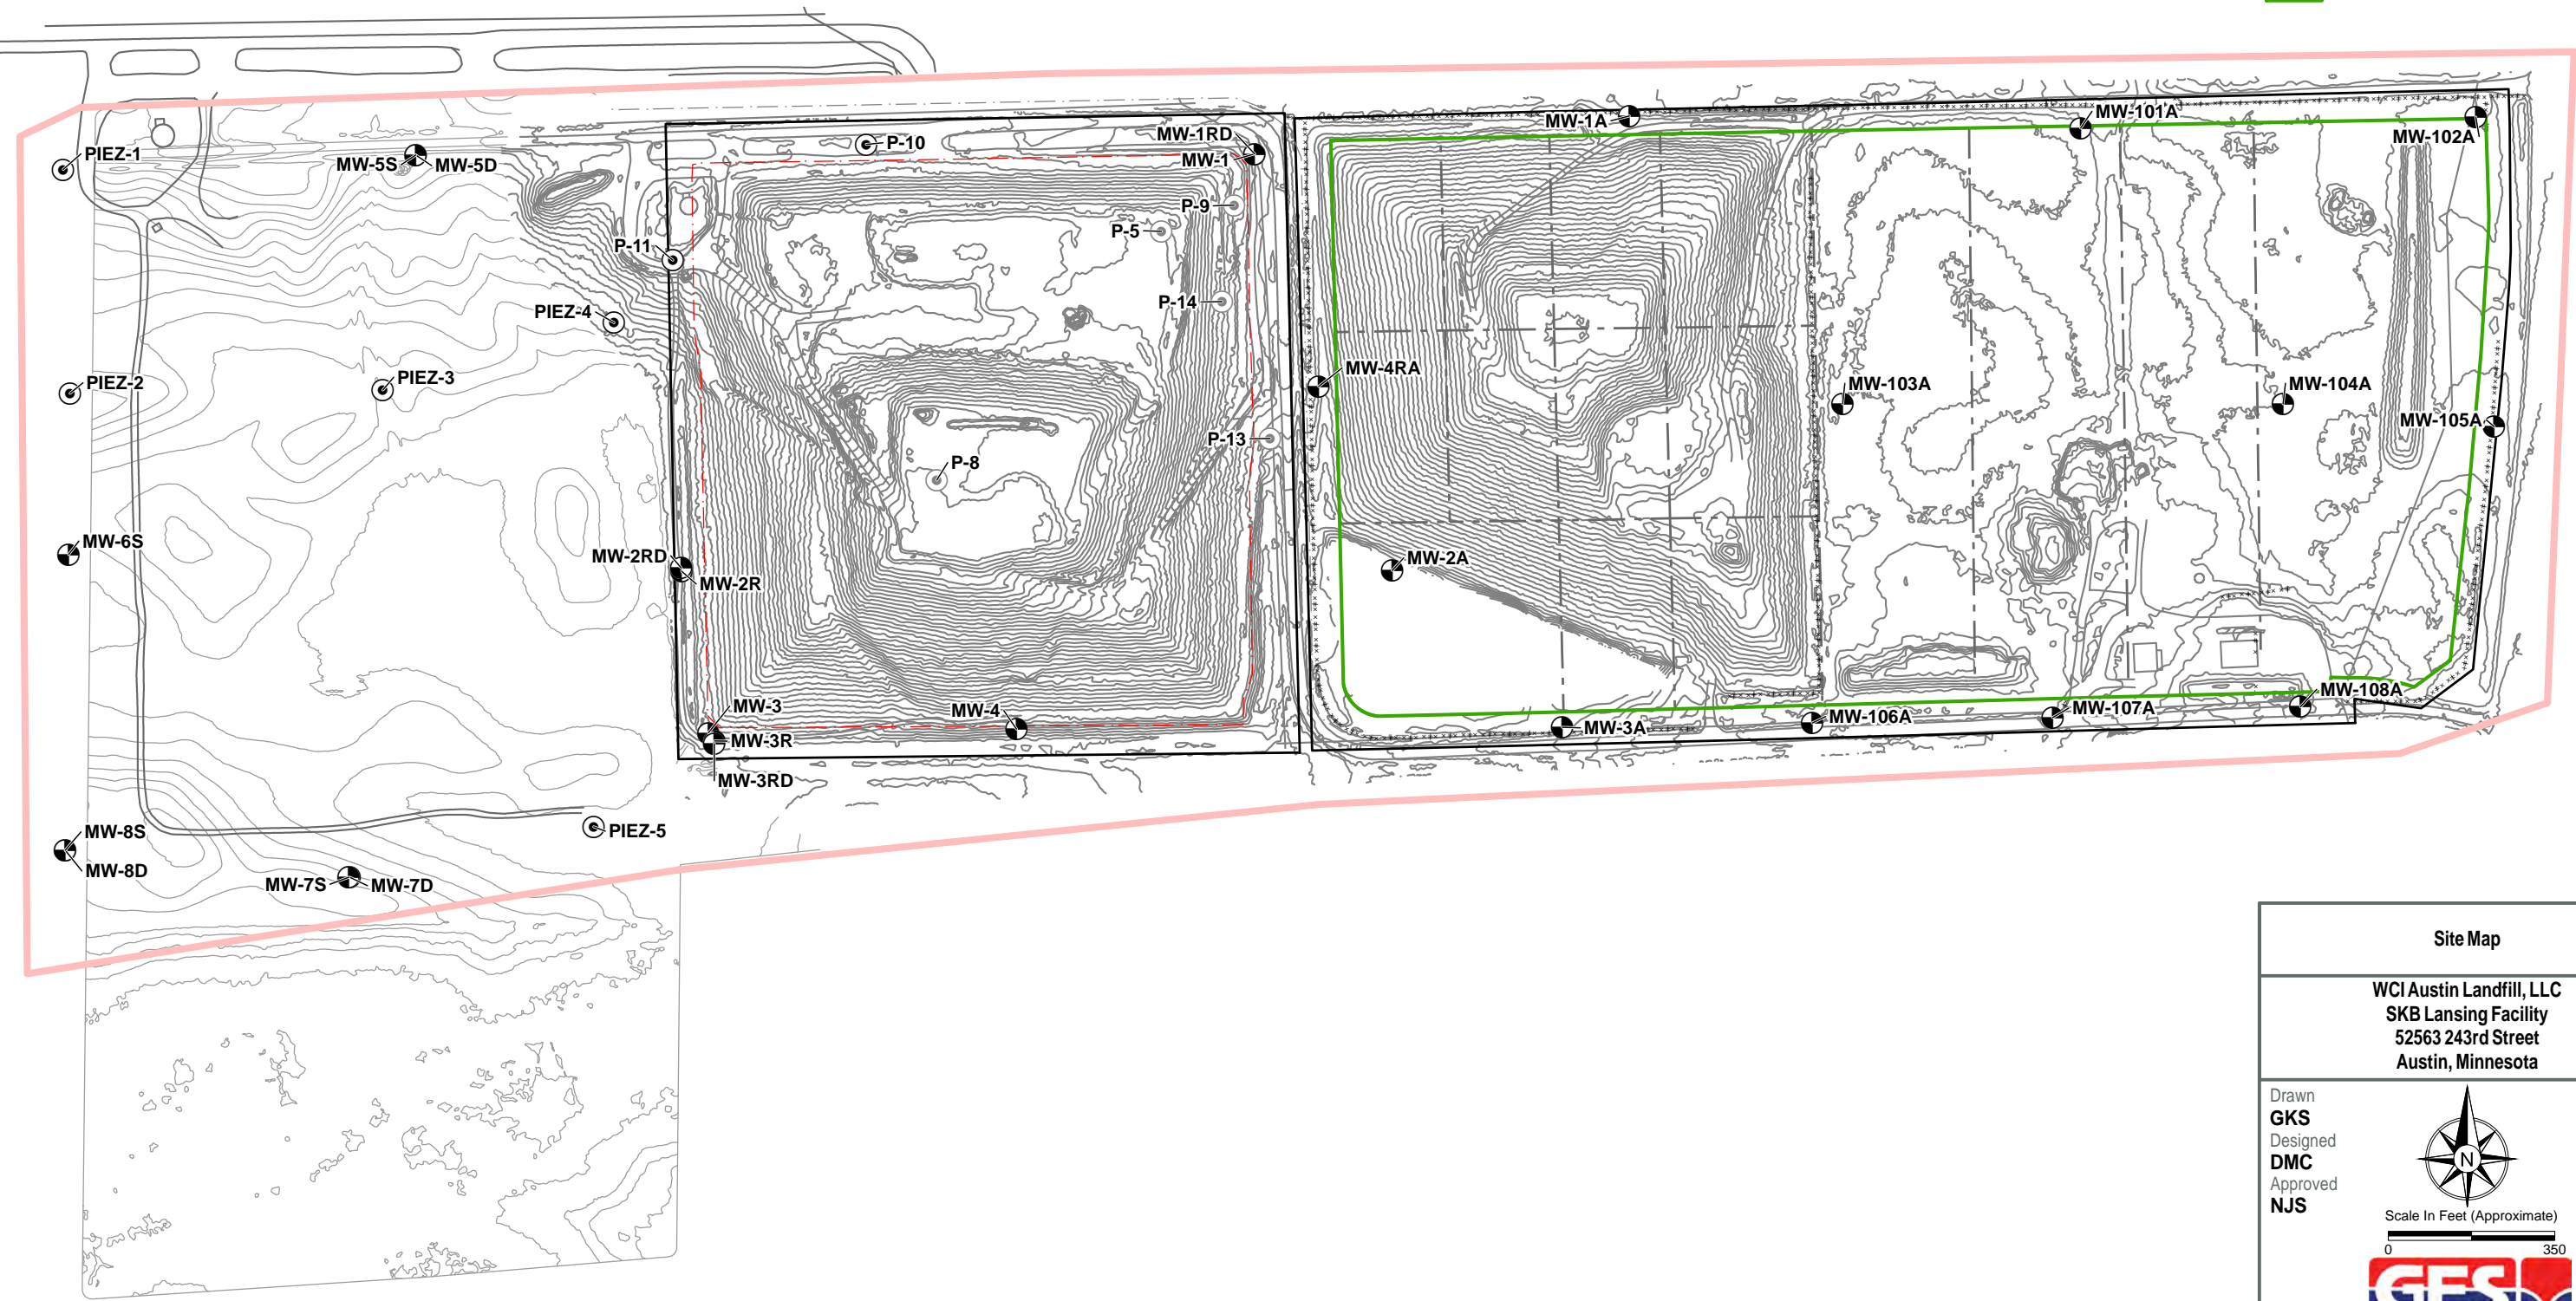 MW-1A
MW-101A
MW-102A
P-10
MW-1RD
MW-1
PIEZ-1
MW-5S
MW-5D
P-9
P-5
P-11
P-14
PIEZ-4
MW-4RA
PIEZ-2
PIEZ-3
MW-103A
MW-104A
MW-105A
P-13
P-8
MW-6S
MW-2RD
MW-2R
MW-2A
MW-3
MW-4
MW-3R
MW-3RD
MW-3A
MW-106A
MW-107A
MW-108A
MW-8S
MW-8D
PIEZ-5
MW-7S
MW-7D
Site Map
WCI Austin Landfill, LLC
SKB Lansing Facility
52563 243rd Street
Austin, Minnesota
Drawn
GKS
Designed
DMC
Approved
NJS
N
Scale In Feet (Approximate)
0 350
GES